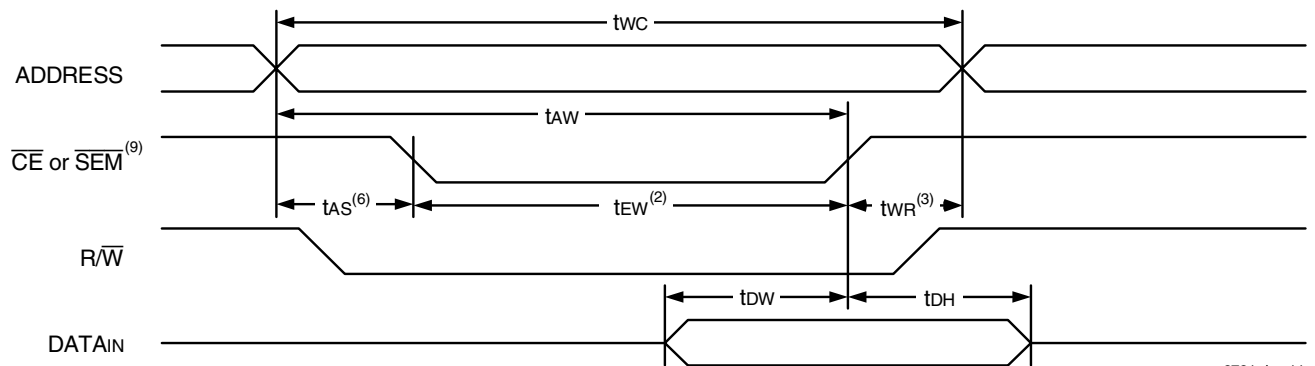 tWC
ADDRESS
tAW
CE or SEM(9)
tAS(6) tEW(2) tWR(3)
R/W
tDW tDH
DATAIN